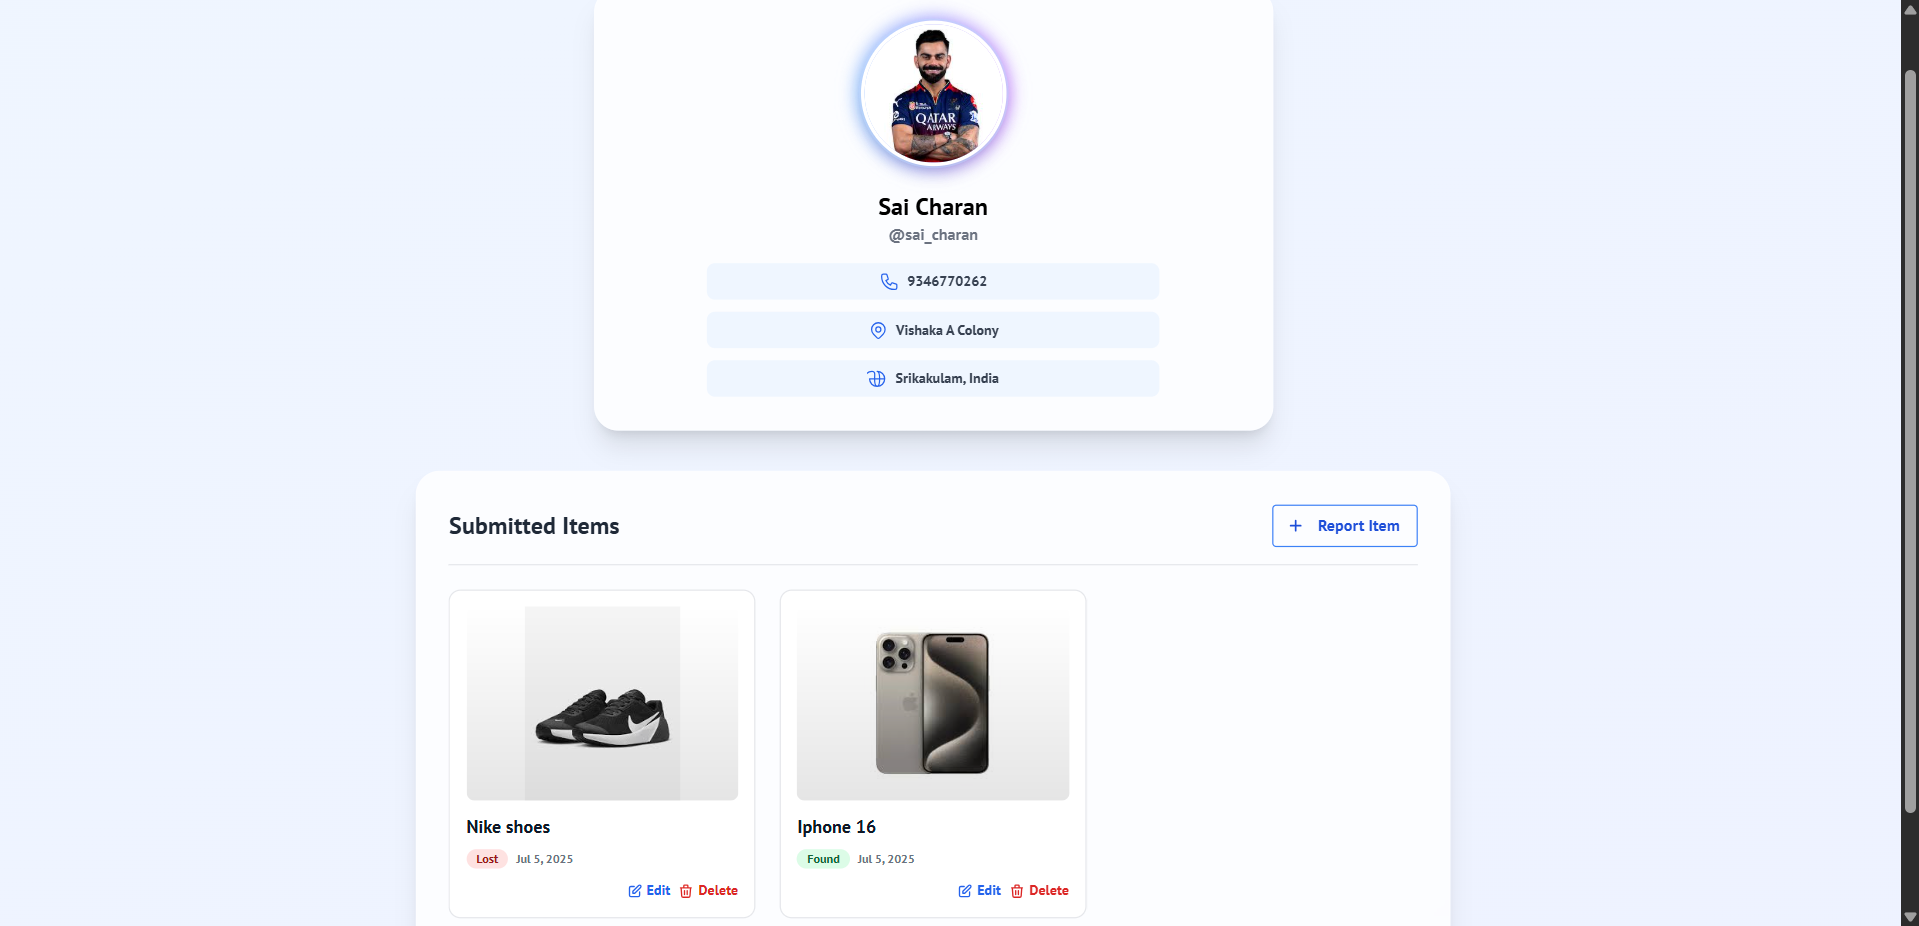 QATAR
AIRWAYS
Sai Charan
@sai_charan
9346770262
Vishaka A Colony
Srikakulam, India
Submitted Items
+ Report Item
Nike shoes
Lost Jul 5, 2025
Edit Delete
Iphone 16
Found Jul 5, 2025
Edit Delete